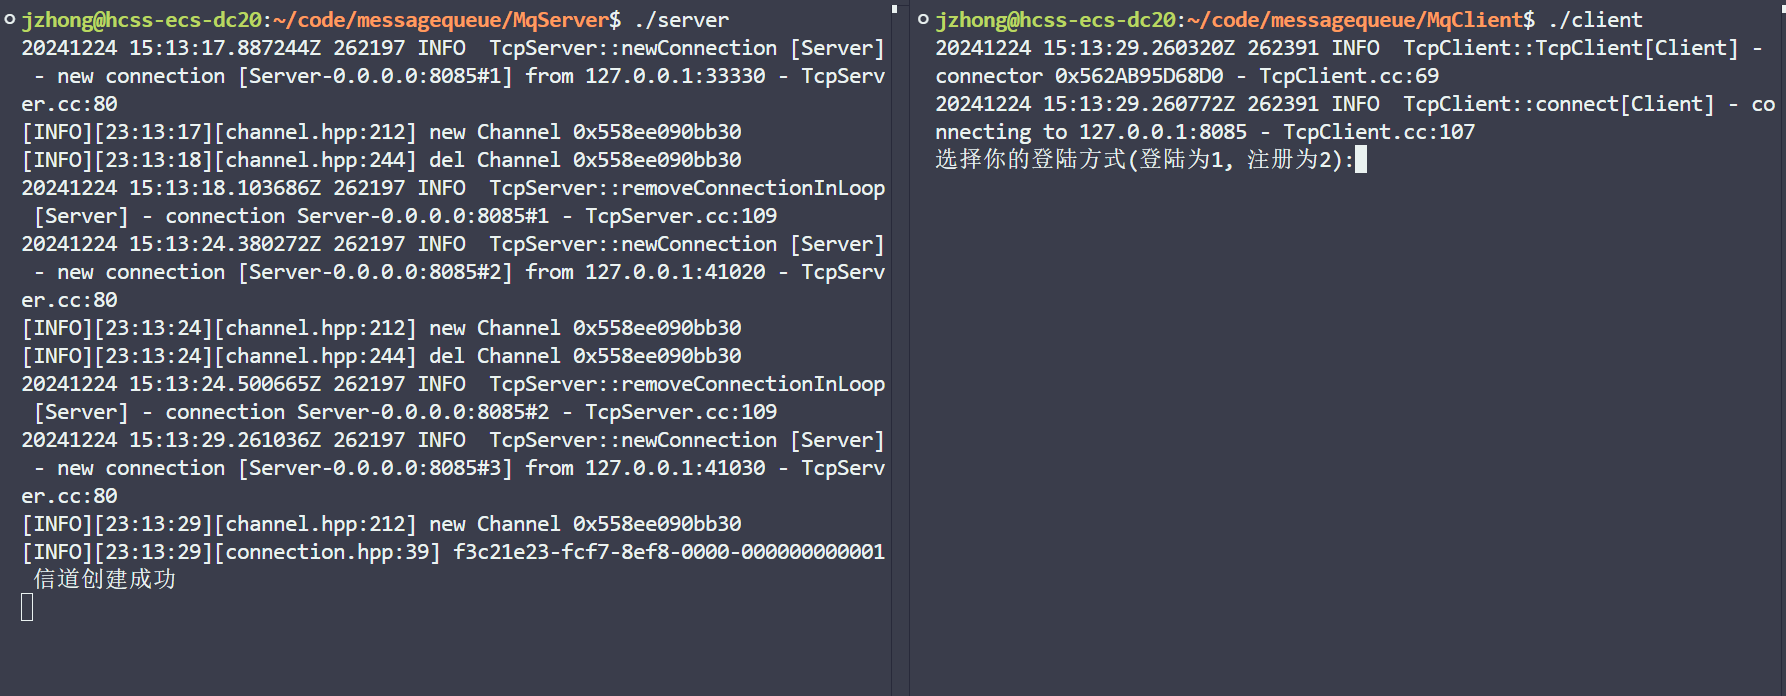 jzhong@hcss-ecs-dc20:~/code/messagequeue/MqServer$ ./server
20241224 15:13:17.887244Z 262197 INFO  TcpServer::newConnection [Server]
 - new connection [Server-0.0.0.0:8085#1] from 127.0.0.1:33330 - TcpServ
er.cc:80
[INFO][23:13:17][channel.hpp:212] new Channel 0x558ee090bb30
[INFO][23:13:18][channel.hpp:244] del Channel 0x558ee090bb30
20241224 15:13:18.103686Z 262197 INFO  TcpServer::removeConnectionInLoop
 [Server] - connection Server-0.0.0.0:8085#1 - TcpServer.cc:109
20241224 15:13:24.380272Z 262197 INFO  TcpServer::newConnection [Server]
 - new connection [Server-0.0.0.0:8085#2] from 127.0.0.1:41020 - TcpServ
er.cc:80
[INFO][23:13:24][channel.hpp:212] new Channel 0x558ee090bb30
[INFO][23:13:24][channel.hpp:244] del Channel 0x558ee090bb30
20241224 15:13:24.500665Z 262197 INFO  TcpServer::removeConnectionInLoop
 [Server] - connection Server-0.0.0.0:8085#2 - TcpServer.cc:109
20241224 15:13:29.261036Z 262197 INFO  TcpServer::newConnection [Server]
 - new connection [Server-0.0.0.0:8085#3] from 127.0.0.1:41030 - TcpServ
er.cc:80
[INFO][23:13:29][channel.hpp:212] new Channel 0x558ee090bb30
[INFO][23:13:29][connection.hpp:39] f3c21e23-fcf7-8ef8-0000-000000000001
 信道创建成功
jzhong@hcss-ecs-dc20:~/code/messagequeue/MqClient$ ./client
20241224 15:13:29.260320Z 262391 INFO  TcpClient::TcpClient[Client] - 
connector 0x562AB95D68D0 - TcpClient.cc:69
20241224 15:13:29.260772Z 262391 INFO  TcpClient::connect[Client] - co
nnecting to 127.0.0.1:8085 - TcpClient.cc:107
选择你的登陆方式(登陆为1, 注册为2):